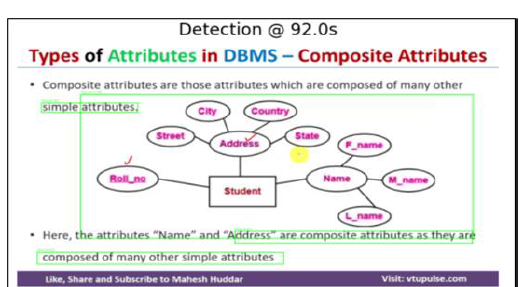 Detection @ 92.0s
Types of Attributes in DBMS – Composite Attributes
• Composite attributes are those attributes which are composed of many other
simple attributes.
City
Country
Street
Address
State
F_name
Roll_no
Student
Name
M_name
L_name
• Here, the attributes “Name” and “Address” are composite attributes as they are
composed of many other simple attributes
Like, Share and Subscribe to Mahesh Huddar
Visit: vtupulse.com